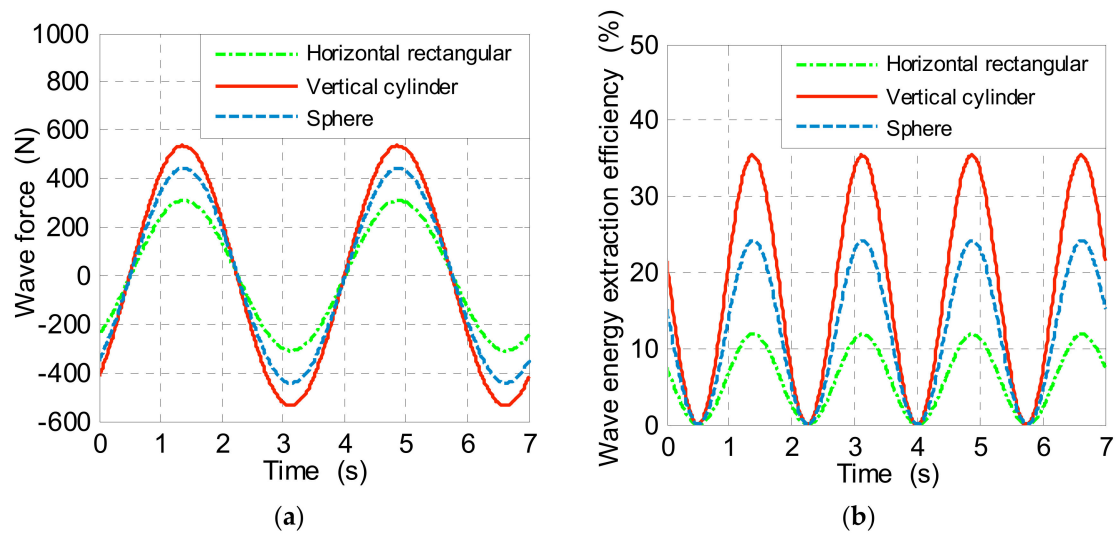 Wave force (N)
1000
800
600
400
200
0
-200
-400
-600
0 1 2 3 4 5 6 7
Time (s)
Horizontal rectangular
Vertical cylinder
Sphere
(a)
Wave energy extraction efficiency (%)
50
40
30
20
10
0
0 1 2 3 4 5 6 7
Time (s)
Horizontal rectangular
Vertical cylinder
Sphere
(b)